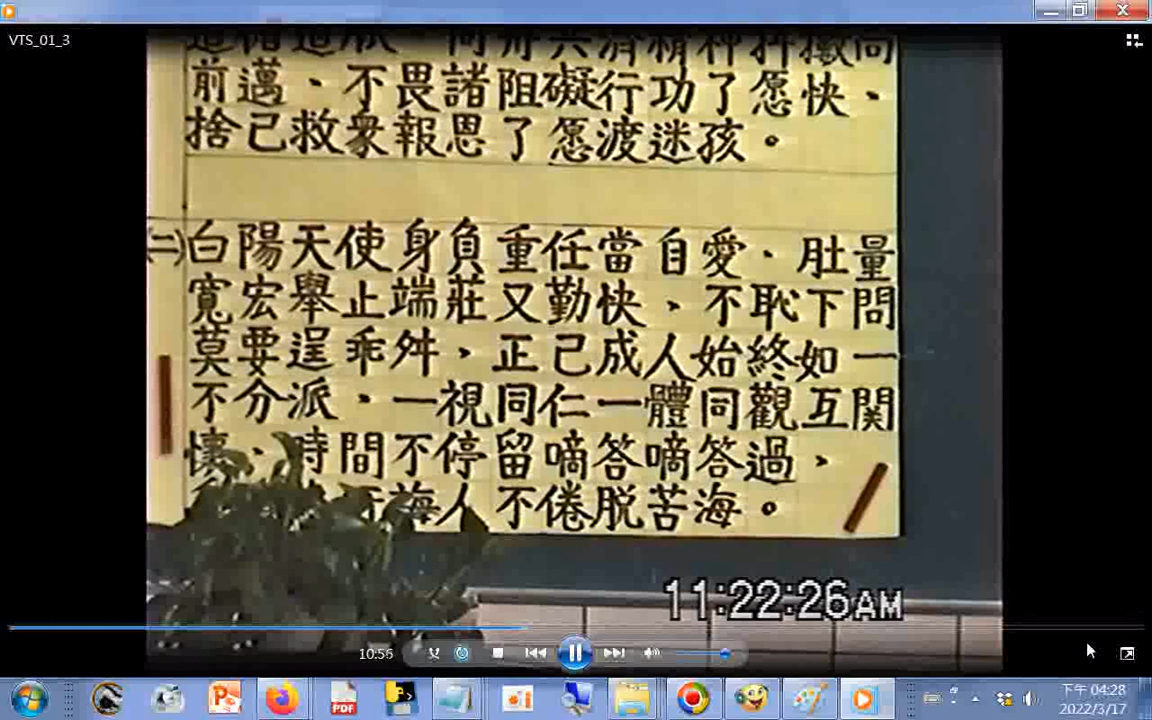 VTS_01_3
前邁、不畏諸阻礙行功了愿快、
捨己救衆報恩了愿渡迷孩。
(二)白陽天使身負重任當自愛、肚量
寬宏舉止端莊又勤快、不恥下問
莫要逞乖舛，正己成人始終如一
不分派，一視同仁一體同觀互関
懷、時間不停留嘀答嘀答過，
誨人不倦脱苦海。
11:22:26AM
10:56
下午 04:28
2022/3/17